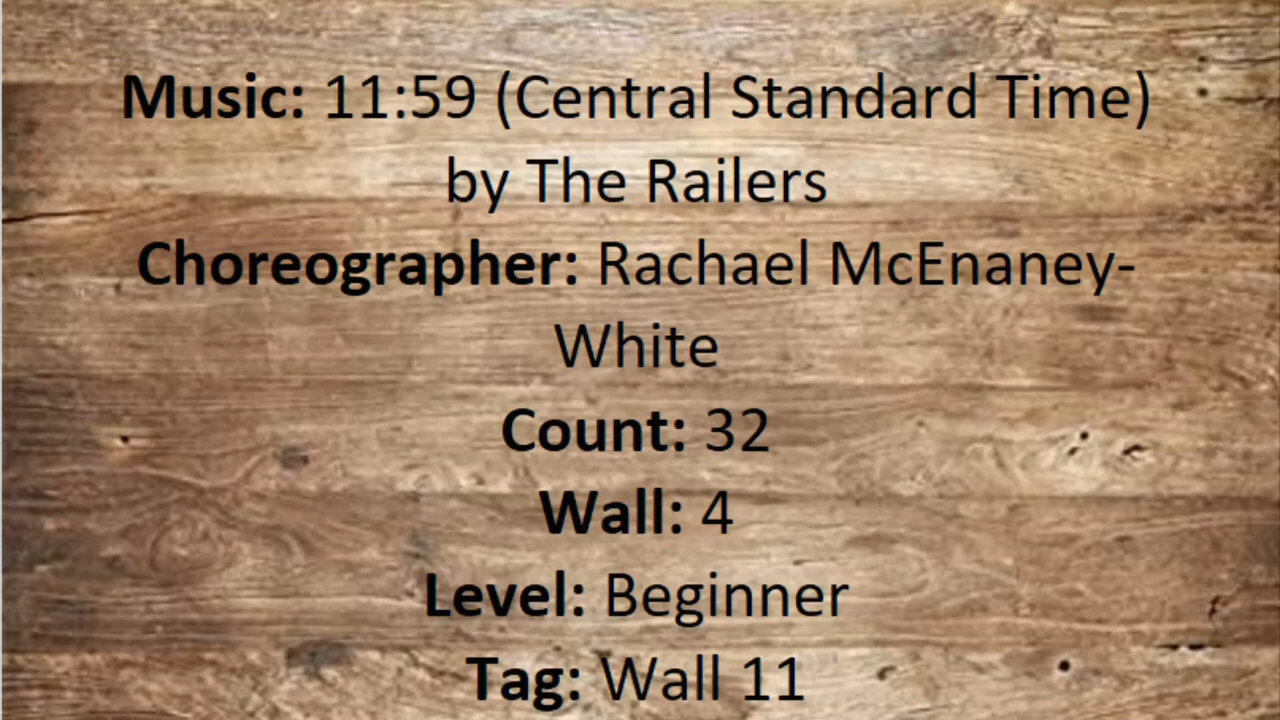 Music: 11:59 (Central Standard Time)
by The Railers
Choreographer: Rachael McEnaney-
White
Count: 32
Wall: 4
Level: Beginner
Tag: Wall 11